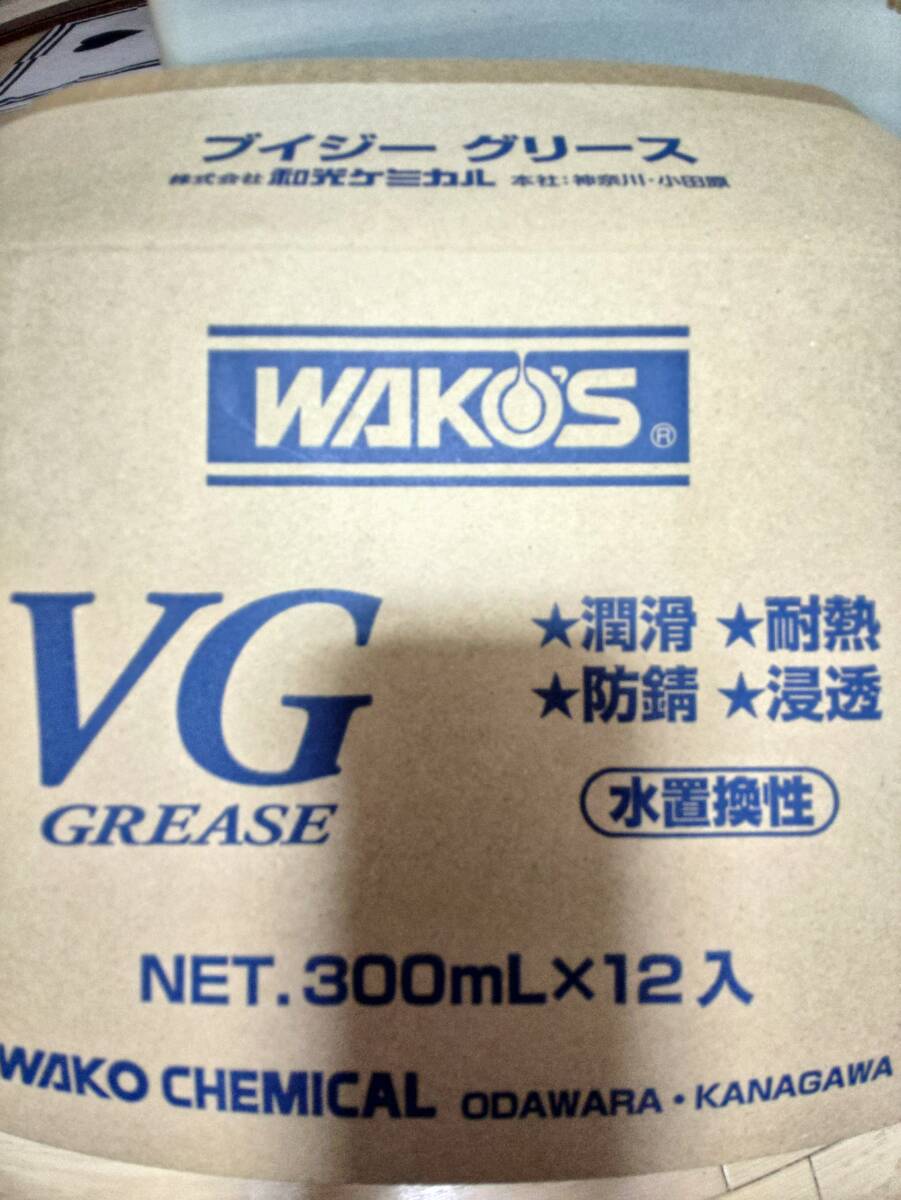 ブイジー グリース
株式会社 和光ケミカル 本社:神奈川・小田原
WAKO'S ®
VG
GREASE
★潤滑 ★耐熱
★防錆 ★浸透
水置換性
NET.300mL×12入
WAKO CHEMICAL ODAWARA・KANAGAWA